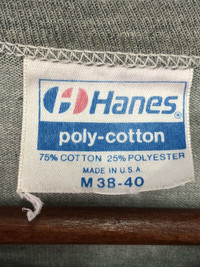 Hanes®
poly-cotton
75% COTTON 25% POLYESTER
MADE IN U.S.A.
M 38-40